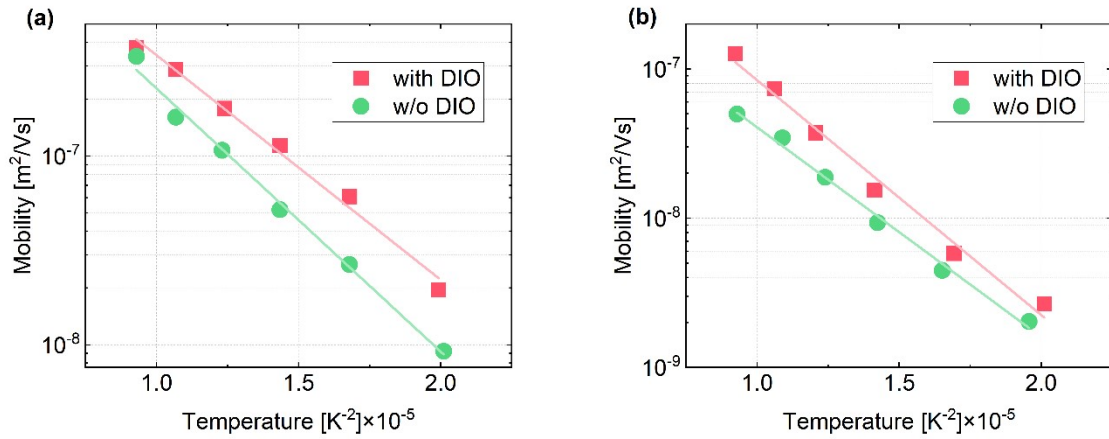 (a)
with DIO
w/o DIO
10⁻⁷
10⁻⁸
Mobility [m²/Vs]
1.0 1.5 2.0
Temperature [K⁻²]×10⁻⁵
(b)
with DIO
w/o DIO
10⁻⁷
10⁻⁸
10⁻⁹
Mobility [m²/Vs]
1.0 1.5 2.0
Temperature [K⁻²]×10⁻⁵